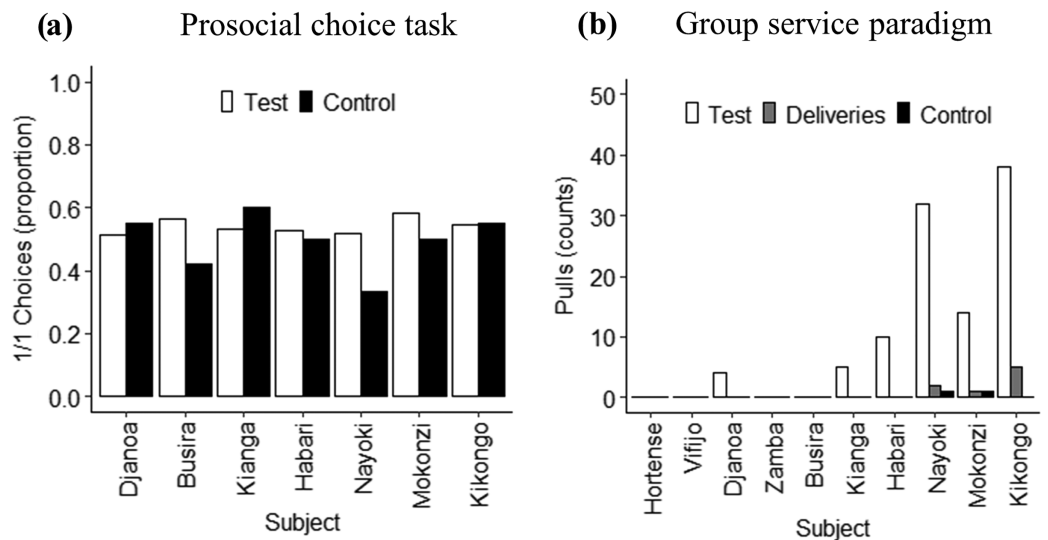 (a) Prosocial choice task
1/1 Choices (proportion)
1.0
0.8
0.6
0.4
0.2
0.0
Test Control
Djanoa Busira Kianga Habari Nayoki Mokonzi Kikongo
Subject
(b) Group service paradigm
Pulls (counts)
50
40
30
20
10
0
Test Deliveries Control
Hortense Vifijo Djanoa Zamba Busira Kianga Habari Nayoki Mokonzi Kikongo
Subject